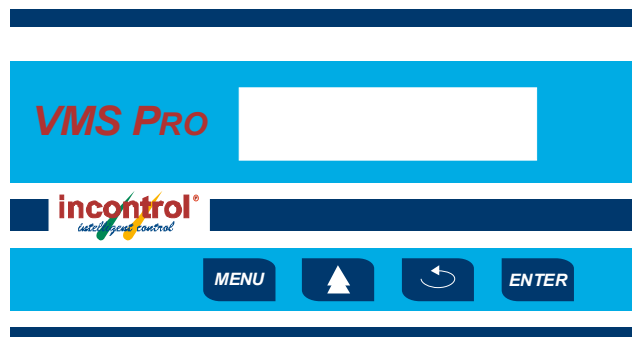 VMS PRO
incontrol®
intelligent control
MENU
ENTER